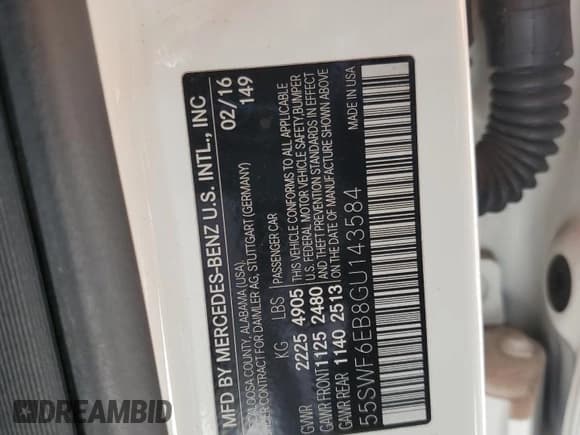 MFD BY MERCEDES-BENZ U.S. INTL., INC
COUNTY, ALABAMA (USA),
CONTRACT FOR DAIMLER AG, STUTTGART (GERMANY)
02/16
149
KG LBS PASSENGER CAR
GVWR 2225 4905
GAWR FRONT 1125 2480
GAWR REAR 1140 2513
THIS VEHICLE CONFORMS TO ALL APPLICABLE
U.S. FEDERAL MOTOR VEHICLE SAFETY,BUMPER
AND THEFT PREVENTION STANDARDS IN EFFECT
ON THE DATE OF MANUFACTURE SHOWN ABOVE
55SWF6EB8GU143584 MADE IN USA
DREAMBID